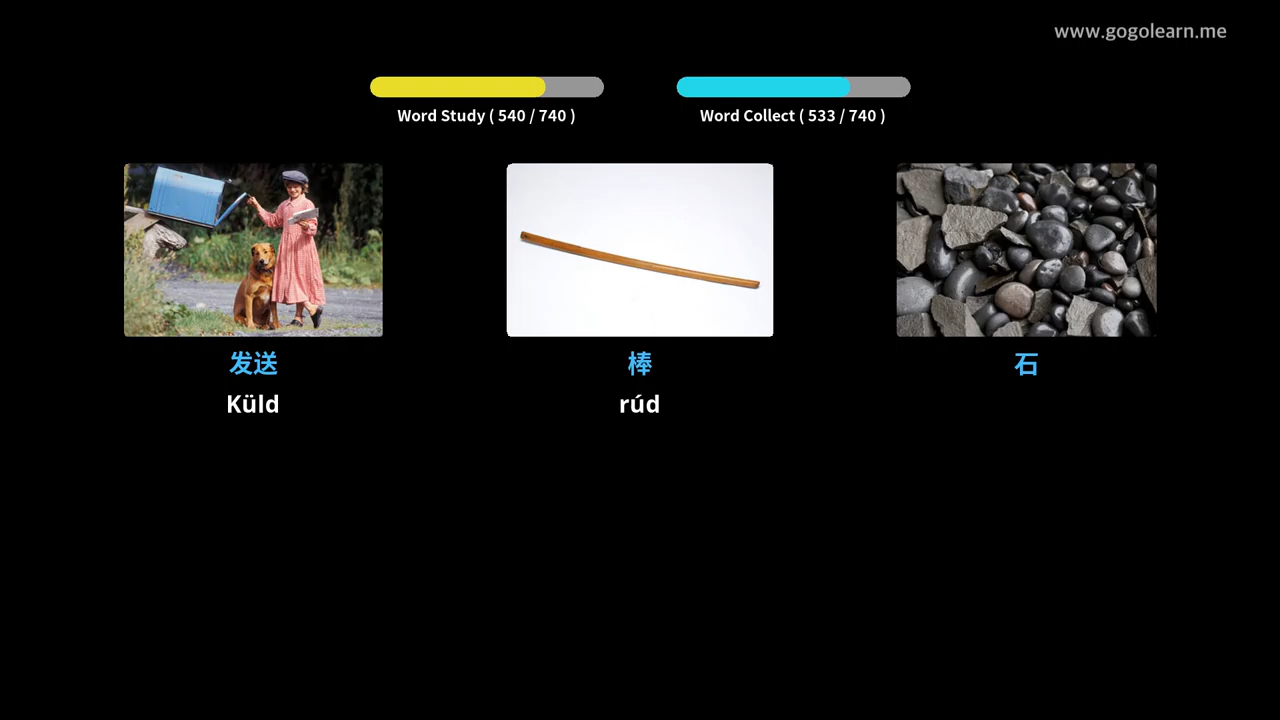 www.gogolearn.me
Word Study ( 540 / 740 )
Word Collect ( 533 / 740 )
发送
棒
石
Küld
rúd